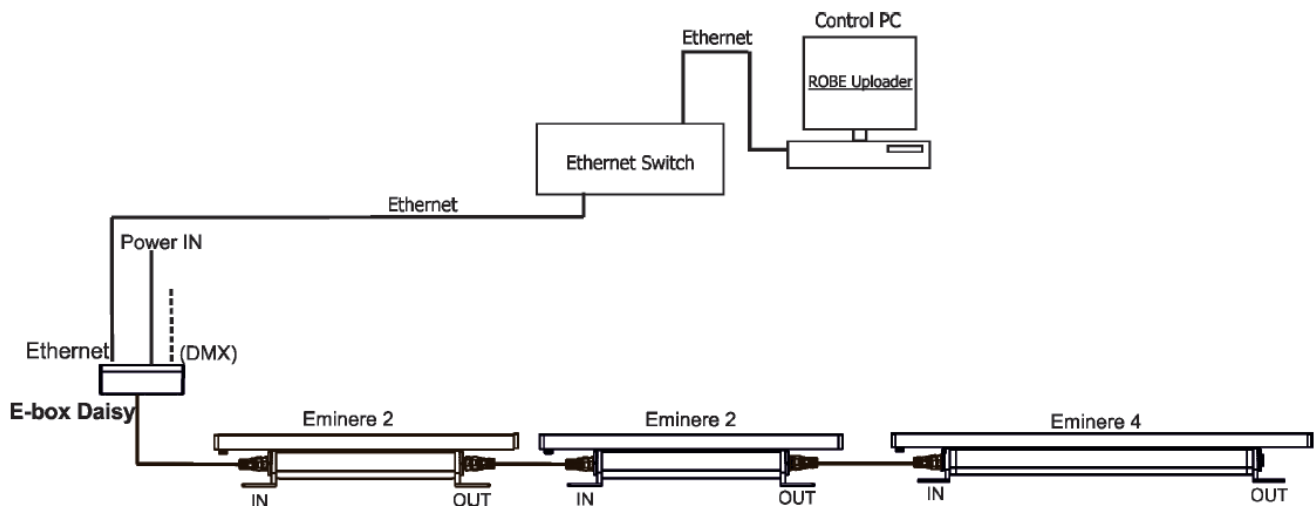 Control PC
Ethernet
ROBE Uploader
Ethernet Switch
Ethernet
Power IN
Ethernet
(DMX)
E-box Daisy
Eminere 2
Eminere 2
Eminere 4
IN
OUT
IN
OUT
IN
OUT